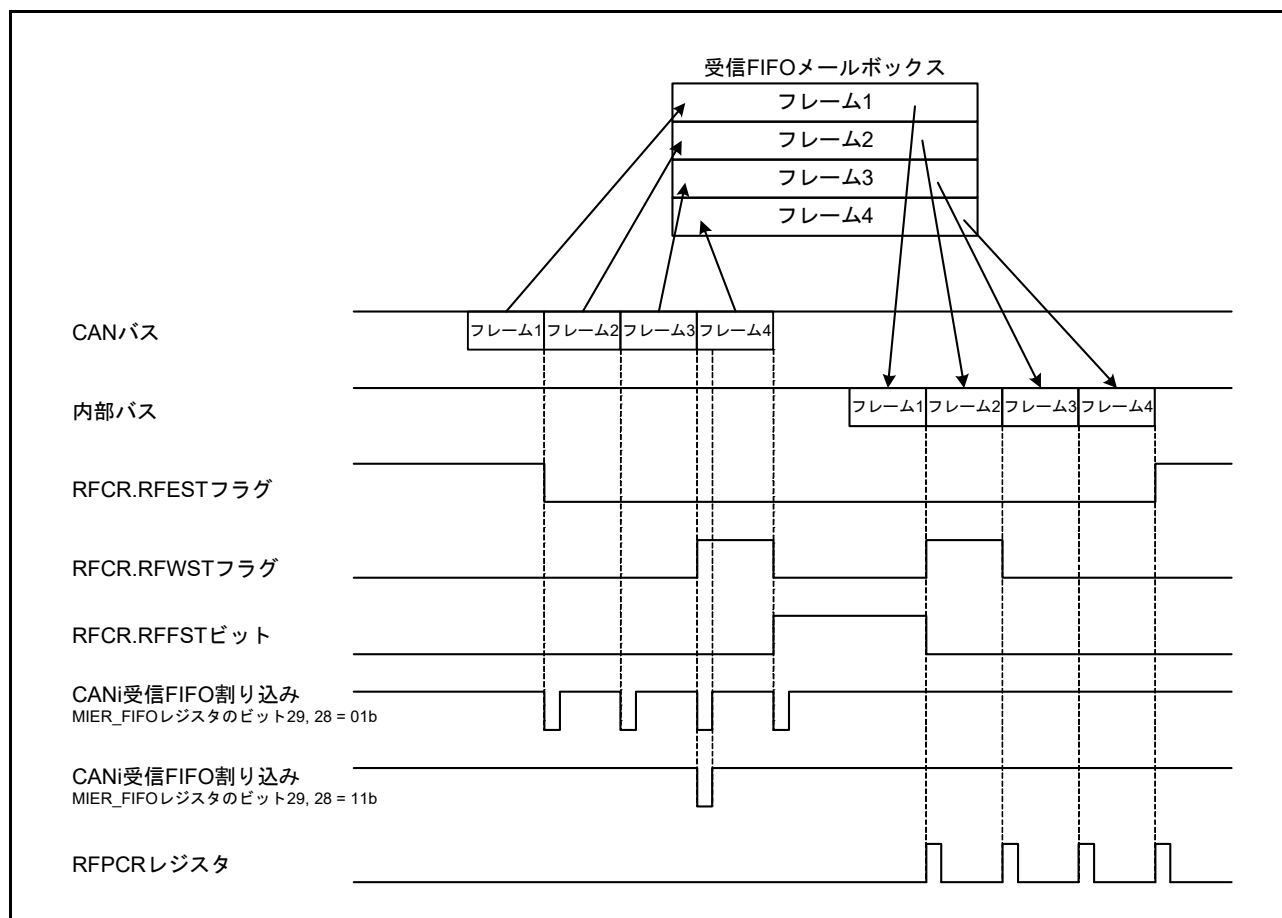 受信FIFOメールボックス
フレーム1
フレーム2
フレーム3
フレーム4
CANバス
フレーム1 フレーム2 フレーム3 フレーム4
内部バス
フレーム1 フレーム2 フレーム3 フレーム4
RFCR.RFESTフラグ
RFCR.RFWSTフラグ
RFCR.RFFSTビット
CANi受信FIFO割り込み
MIER_FIFOレジスタのビット29, 28 = 01b
CANi受信FIFO割り込み
MIER_FIFOレジスタのビット29, 28 = 11b
RFPCRレジスタ